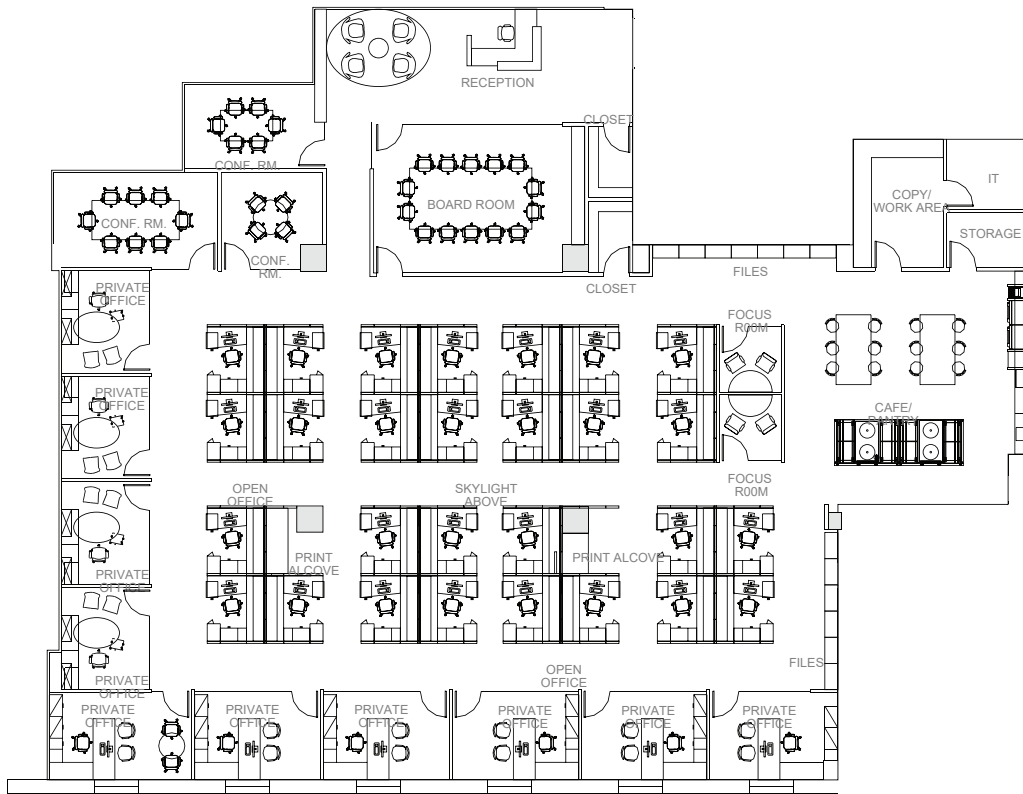 RECEPTION
CLOSET
CONF. RM.
IT
COPY/
WORK AREA
BOARD ROOM
CONF. RM.
STORAGE
CONF.
RM.
FILES
CLOSET
PRIVATE
OFFICE
FOCUS
R00M
PRIVATE
OFFICE
CAFE/
PANTRY
FOCUS
R00M
OPEN
OFFICE
SKYLIGHT
ABOVE
PRINT
ALCOVE
PRINT ALCOVE
PRIVATE
OFFICE
FILES
OPEN
OFFICE
PRIVATE
OFFICE
PRIVATE
OFFICE
PRIVATE
OFFICE
PRIVATE
OFFICE
PRIVATE
OFFICE
PRIVATE
OFFICE
PRIVATE
OFFICE